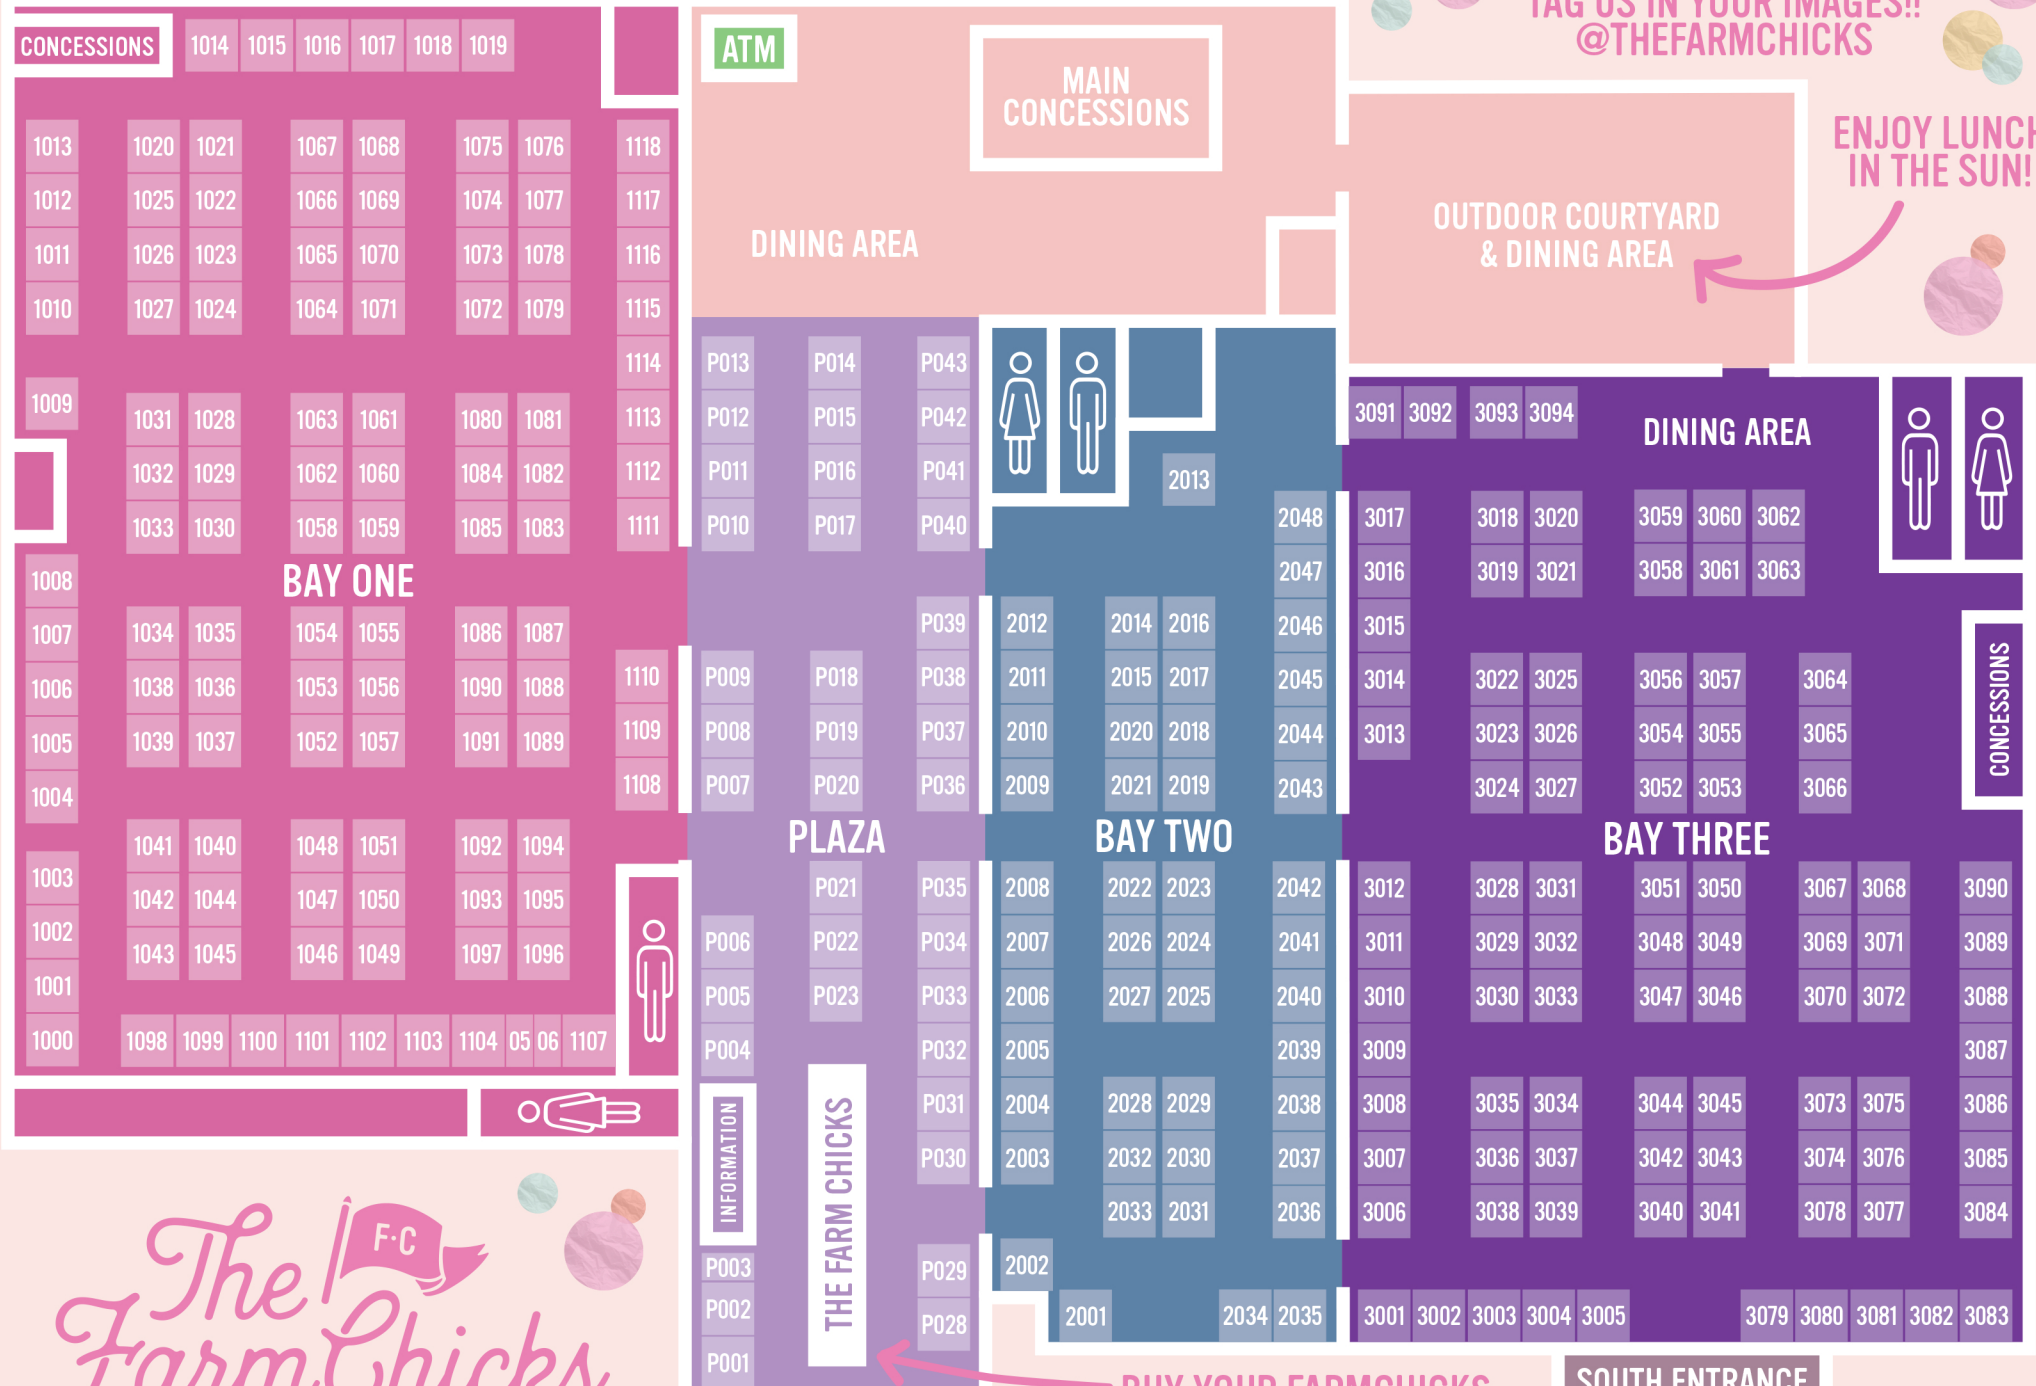 TAG US IN YOUR IMAGES!!
@THEFARMCHICKS
ENJOY LUNCH
IN THE SUN!
CONCESSIONS
1014 1015 1016 1017 1018 1019
1013 1020 1021 1067 1068 1075 1076 1118
1012 1025 1022 1066 1069 1074 1077 1117
1011 1026 1023 1065 1070 1073 1078 1116
1010 1027 1024 1064 1071 1072 1079 1115
1114
1009 1031 1028 1063 1061 1080 1081 1113
1032 1029 1062 1060 1084 1082 1112
1033 1030 1058 1059 1085 1083 1111
BAY ONE
1008
1007 1034 1035 1054 1055 1086 1087
1006 1038 1036 1053 1056 1090 1088 1110
1005 1039 1037 1052 1057 1091 1089 1109
1004 1108
1041 1040 1048 1051 1092 1094
1003 1042 1044 1047 1050 1093 1095
1002 1043 1045 1046 1049 1097 1096
1001
1000 1098 1099 1100 1101 1102 1103 1104 05 06 1107
ATM
MAIN
CONCESSIONS
DINING AREA
OUTDOOR COURTYARD
& DINING AREA
P013 P014 P043
P012 P015 P042
P011 P016 P041
P010 P017 P040
P039
P009 P018 P038
P008 P019 P037
P007 P020 P036
PLAZA
P021 P035
P006 P022 P034
P005 P023 P033
P004 P032
P031
P030
INFORMATION
THE FARM CHICKS
P003 P029
P002 P028
P001
2013
2048
2047
2012 2014 2016 2046
2011 2015 2017 2045
2010 2020 2018 2044
2009 2021 2019 2043
BAY TWO
2008 2022 2023 2042
2007 2026 2024 2041
2006 2027 2025 2040
2005 2039
2004 2028 2029 2038
2003 2032 2030 2037
2033 2031 2036
2002
2001 2034 2035
3091 3092 3093 3094
DINING AREA
3017 3018 3020 3059 3060 3062
3016 3019 3021 3058 3061 3063
3015
3014 3022 3025 3056 3057 3064
3013 3023 3026 3054 3055 3065
3024 3027 3052 3053 3066
CONCESSIONS
BAY THREE
3012 3028 3031 3051 3050 3067 3068 3090
3011 3029 3032 3048 3049 3069 3071 3089
3010 3030 3033 3047 3046 3070 3072 3088
3009 3087
3008 3035 3034 3044 3045 3073 3075 3086
3007 3036 3037 3042 3043 3074 3076 3085
3006 3038 3039 3040 3041 3078 3077 3084
3001 3002 3003 3004 3005 3079 3080 3081 3082 3083
SOUTH ENTRANCE
BUY YOUR FARMCHICKS
F·C
The
FarmChicks